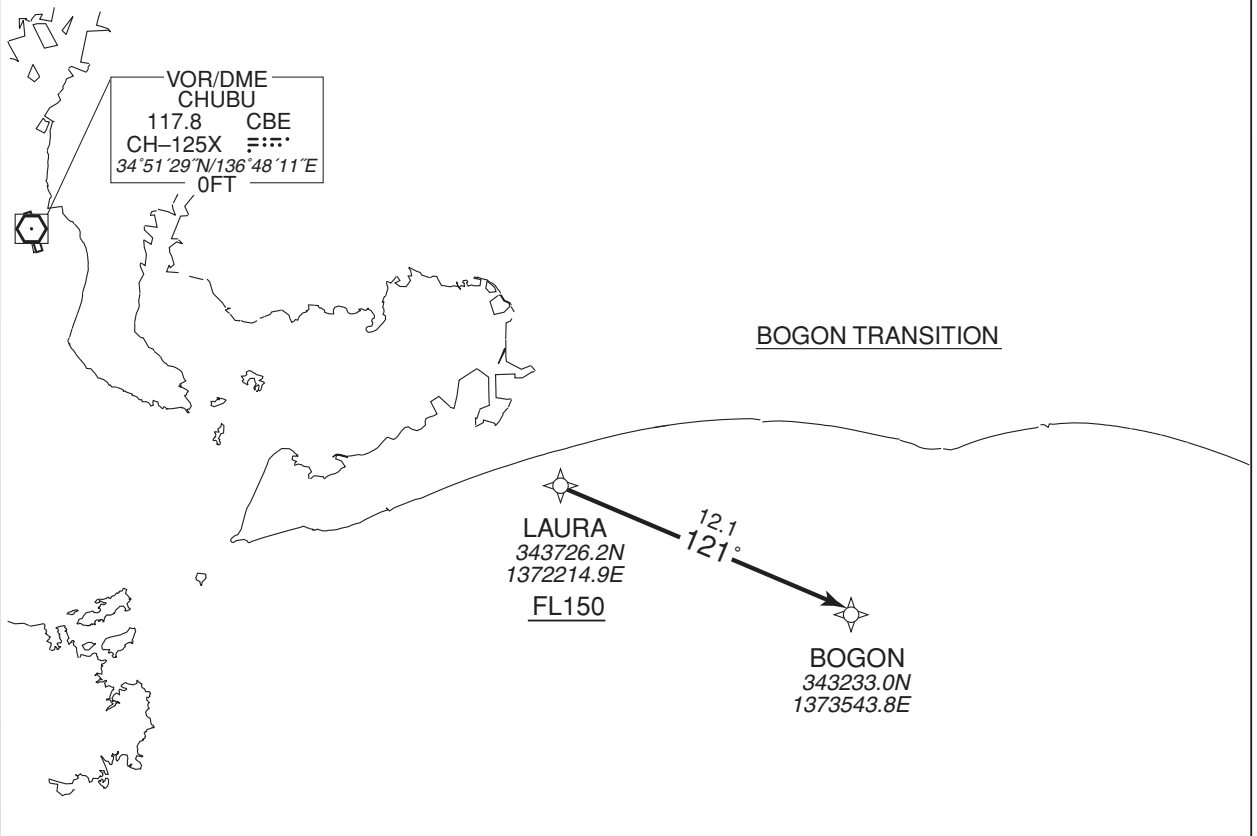 VOR/DME
CHUBU
117.8 CBE
CH–125X
34°51´29˝N/136°48´11˝E
0FT
BOGON TRANSITION
12.1
121°
LAURA
343726.2N
1372214.9E
FL150
BOGON
343233.0N
1373543.8E